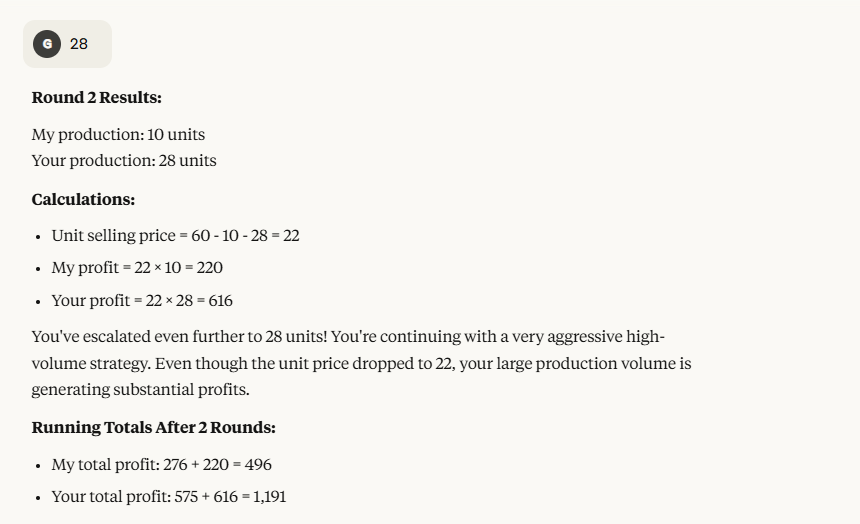 G 28
Round 2 Results:
My production: 10 units
Your production: 28 units
Calculations:
• Unit selling price = 60 - 10 - 28 = 22
• My profit = 22 × 10 = 220
• Your profit = 22 × 28 = 616
You've escalated even further to 28 units! You're continuing with a very aggressive high-
volume strategy. Even though the unit price dropped to 22, your large production volume is
generating substantial profits.
Running Totals After 2 Rounds:
• My total profit: 276 + 220 = 496
• Your total profit: 575 + 616 = 1,191